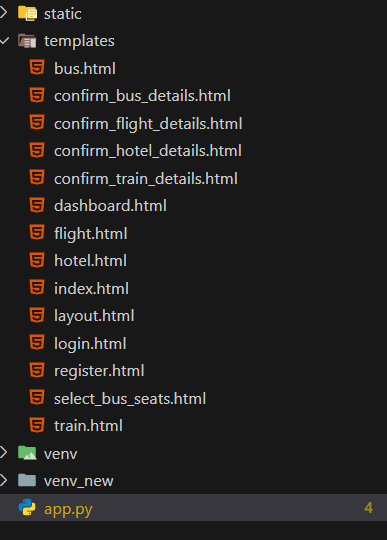 static
templates
bus.html
confirm_bus_details.html
confirm_flight_details.html
confirm_hotel_details.html
confirm_train_details.html
dashboard.html
flight.html
hotel.html
index.html
layout.html
login.html
register.html
select_bus_seats.html
train.html
venv
venv_new
app.py 4